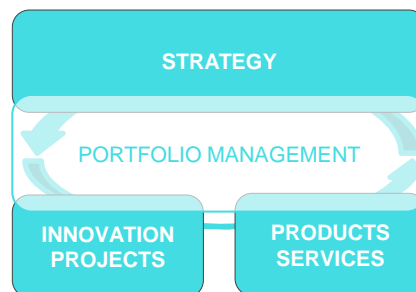 STRATEGY
PORTFOLIO MANAGEMENT
INNOVATION
PROJECTS
PRODUCTS
SERVICES